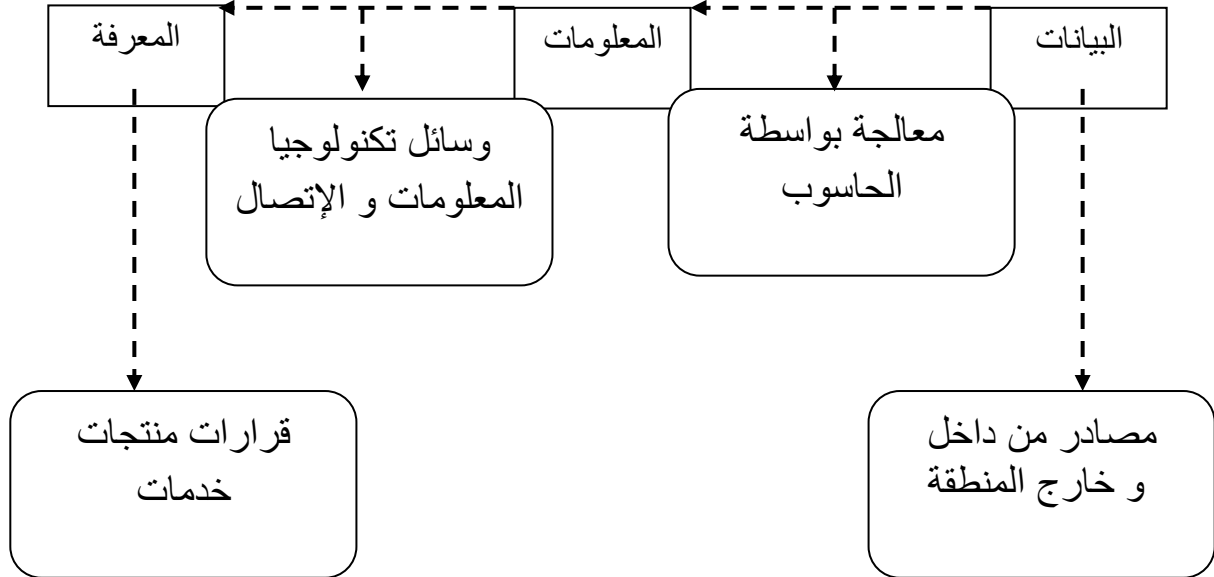 البيانات
المعلومات
المعرفة
معالجة بواسطة
الحاسوب
وسائل تكنولوجيا
المعلومات و الإتصال
مصادر من داخل
و خارج المنطقة
قرارات منتجات
خدمات